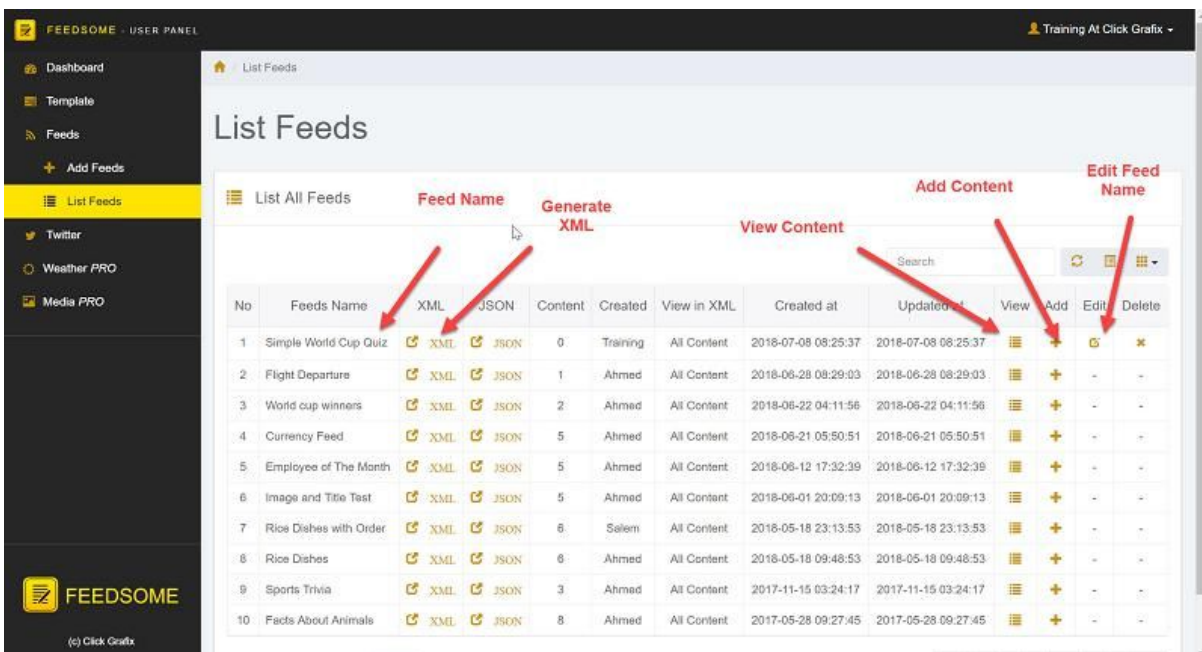 FEEDSOME - USER PANEL
Training At Click Grafix
Dashboard
Template
Feeds
Add Feeds
List Feeds
Twitter
Weather PRO
Media PRO
FEEDSOME
(c) Click Grafix
List Feeds
List Feeds
List All Feeds
Feed Name
Generate
XML
View Content
Add Content
Edit Feed
Name
Search
No Feeds Name XML JSON Content Created View in XML Created at Updated at View Add Edit Delete
1 Simple World Cup Quiz XML JSON 0 Training All Content 2018-07-08 08:25:37 2018-07-08 08:25:37
2 Flight Departure XML JSON 1 Ahmed All Content 2018-06-28 08:29:03 2018-06-28 08:29:03 - -
3 World cup winners XML JSON 2 Ahmed All Content 2018-06-22 04:11:56 2018-06-22 04:11:56 - -
4 Currency Feed XML JSON 5 Ahmed All Content 2018-06-21 05:50:51 2018-06-21 05:50:51 - -
5 Employee of The Month XML JSON 5 Ahmed All Content 2018-06-12 17:32:39 2018-06-12 17:32:39 - -
6 Image and Title Test XML JSON 5 Ahmed All Content 2018-06-01 20:09:13 2018-06-01 20:09:13 - -
7 Rice Dishes with Order XML JSON 6 Salem All Content 2018-05-18 23:13:53 2018-05-18 23:13:53 - -
8 Rice Dishes XML JSON 6 Ahmed All Content 2018-05-18 09:48:53 2018-05-18 09:48:53 - -
9 Sports Trivia XML JSON 3 Ahmed All Content 2017-11-15 03:24:17 2017-11-15 03:24:17 - -
10 Facts About Animals XML JSON 8 Ahmed All Content 2017-05-28 09:27:45 2017-05-28 09:27:45 - -